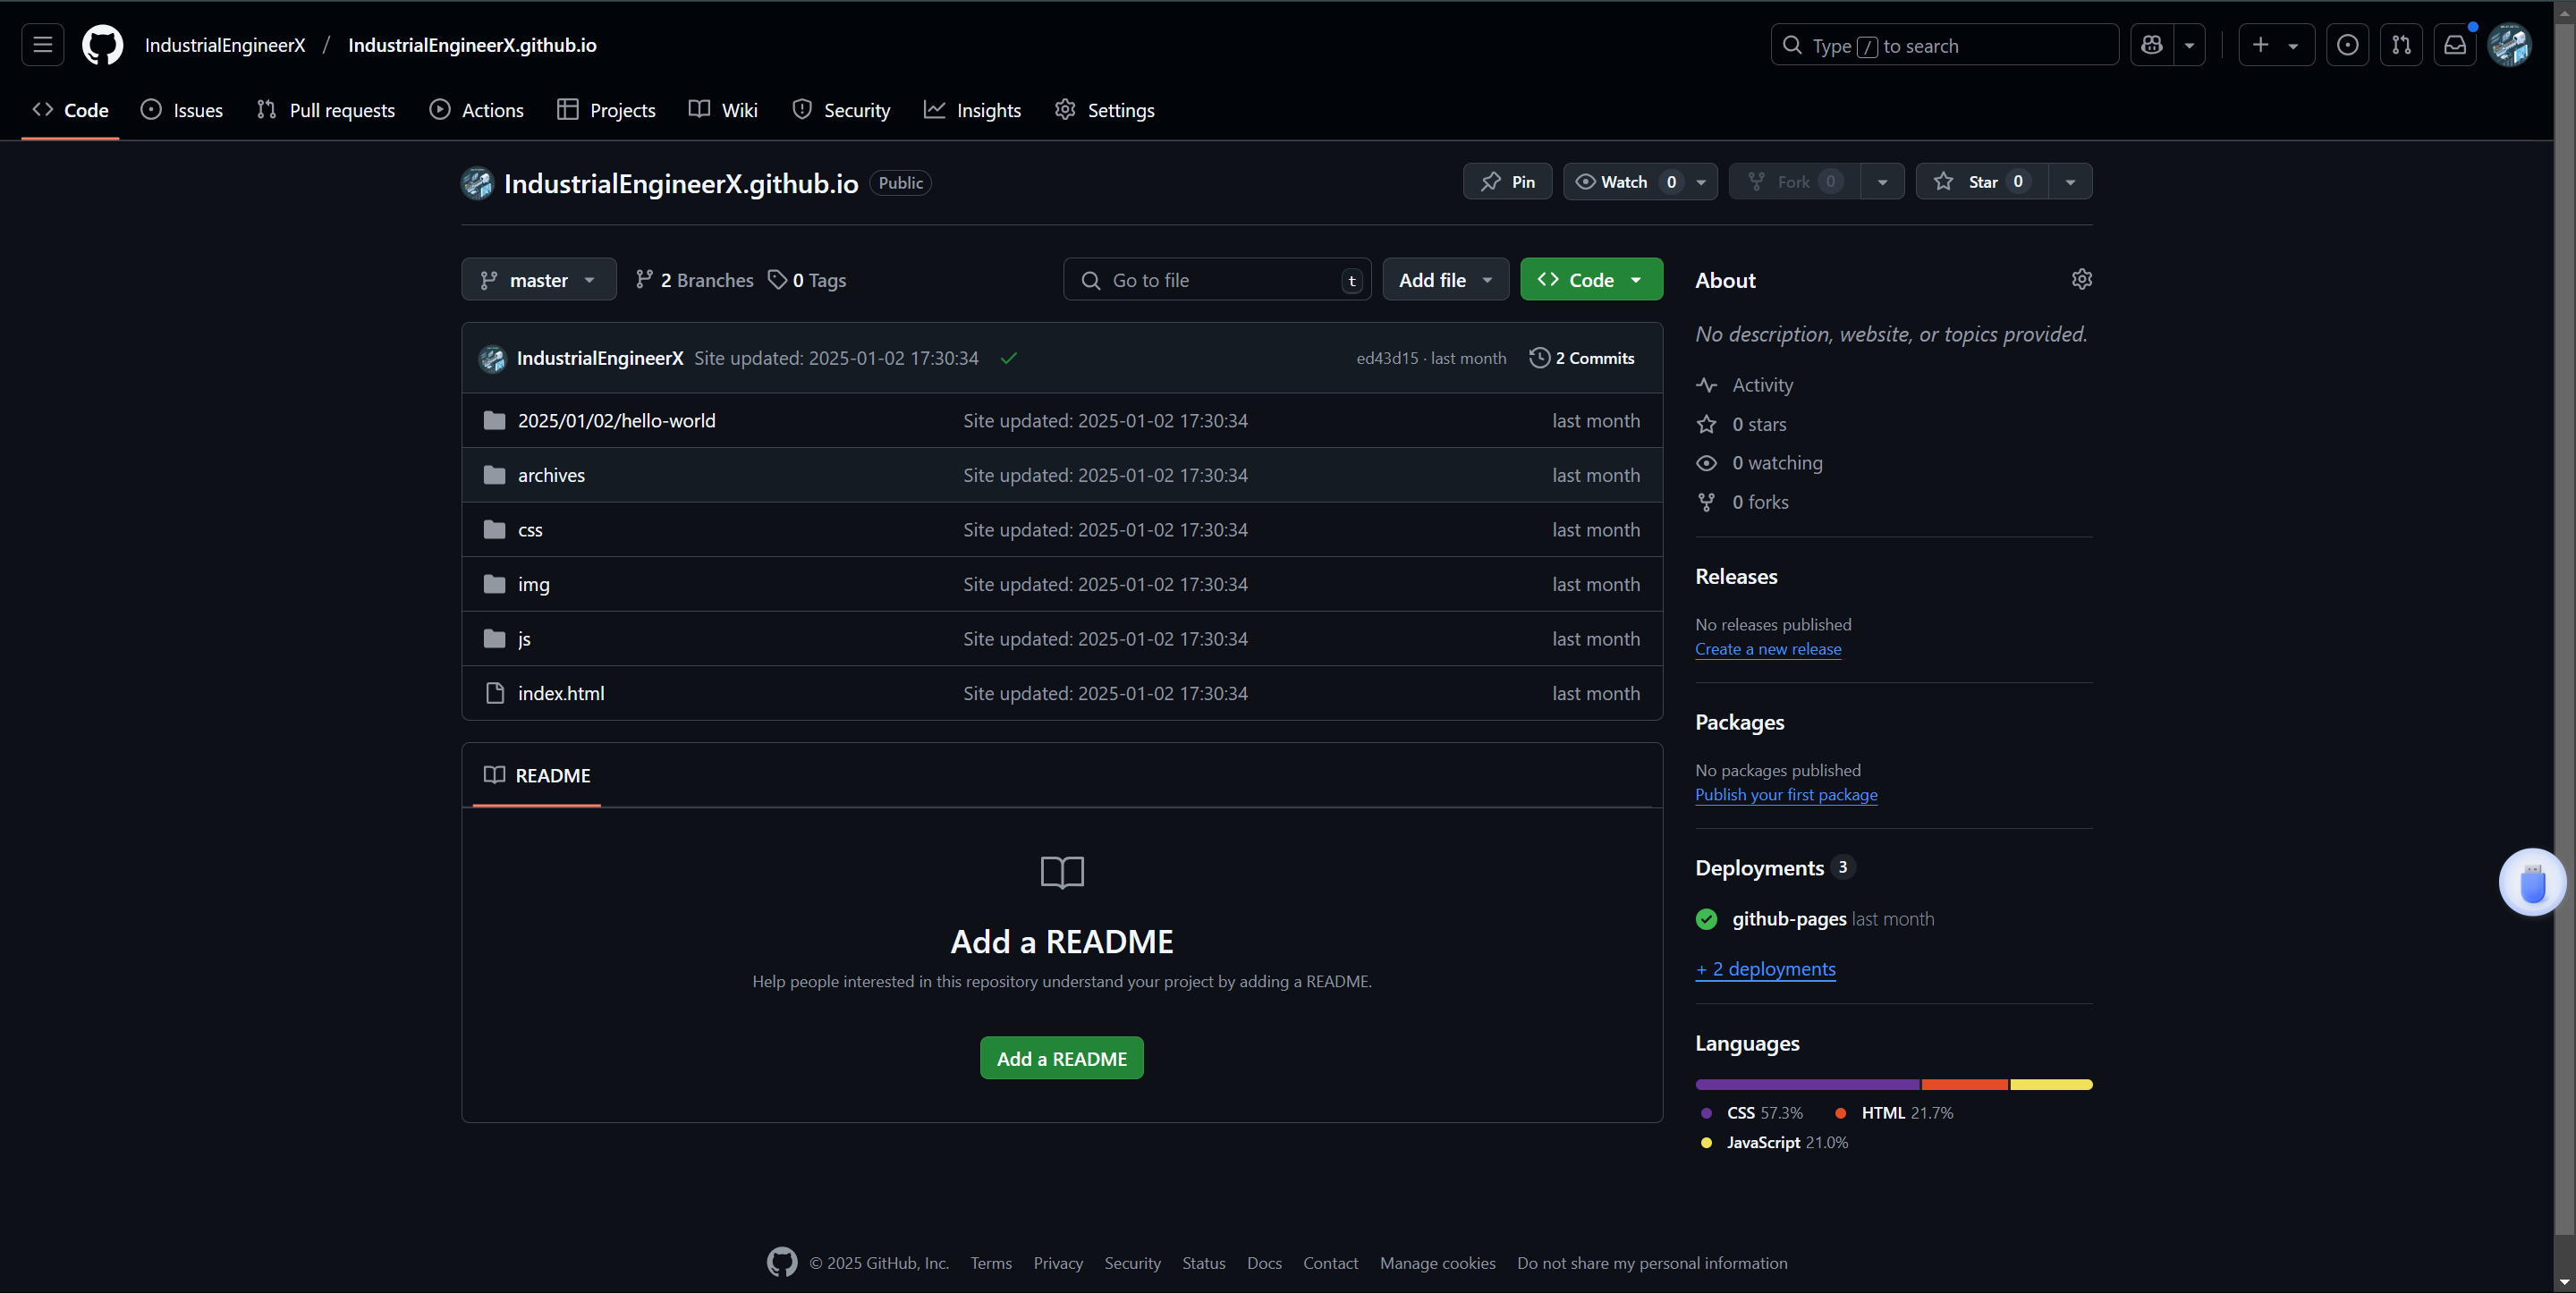 IndustrialEngineerX / IndustrialEngineerX.github.io
Type / to search
Code Issues Pull requests Actions Projects Wiki Security Insights Settings
IndustrialEngineerX.github.io Public
Pin Watch 0 Fork 0 Star 0
master 2 Branches 0 Tags
Go to file t Add file Code
IndustrialEngineerX Site updated: 2025-01-02 17:30:34 ed43d15 · last month 2 Commits
2025/01/02/hello-world Site updated: 2025-01-02 17:30:34 last month
archives Site updated: 2025-01-02 17:30:34 last month
css Site updated: 2025-01-02 17:30:34 last month
img Site updated: 2025-01-02 17:30:34 last month
js Site updated: 2025-01-02 17:30:34 last month
index.html Site updated: 2025-01-02 17:30:34 last month
README
Add a README
Help people interested in this repository understand your project by adding a README.
Add a README
About
No description, website, or topics provided.
Activity
0 stars
0 watching
0 forks
Releases
No releases published
Create a new release
Packages
No packages published
Publish your first package
Deployments 3
github-pages last month
+ 2 deployments
Languages
CSS 57.3% HTML 21.7%
JavaScript 21.0%
© 2025 GitHub, Inc. Terms Privacy Security Status Docs Contact Manage cookies Do not share my personal information